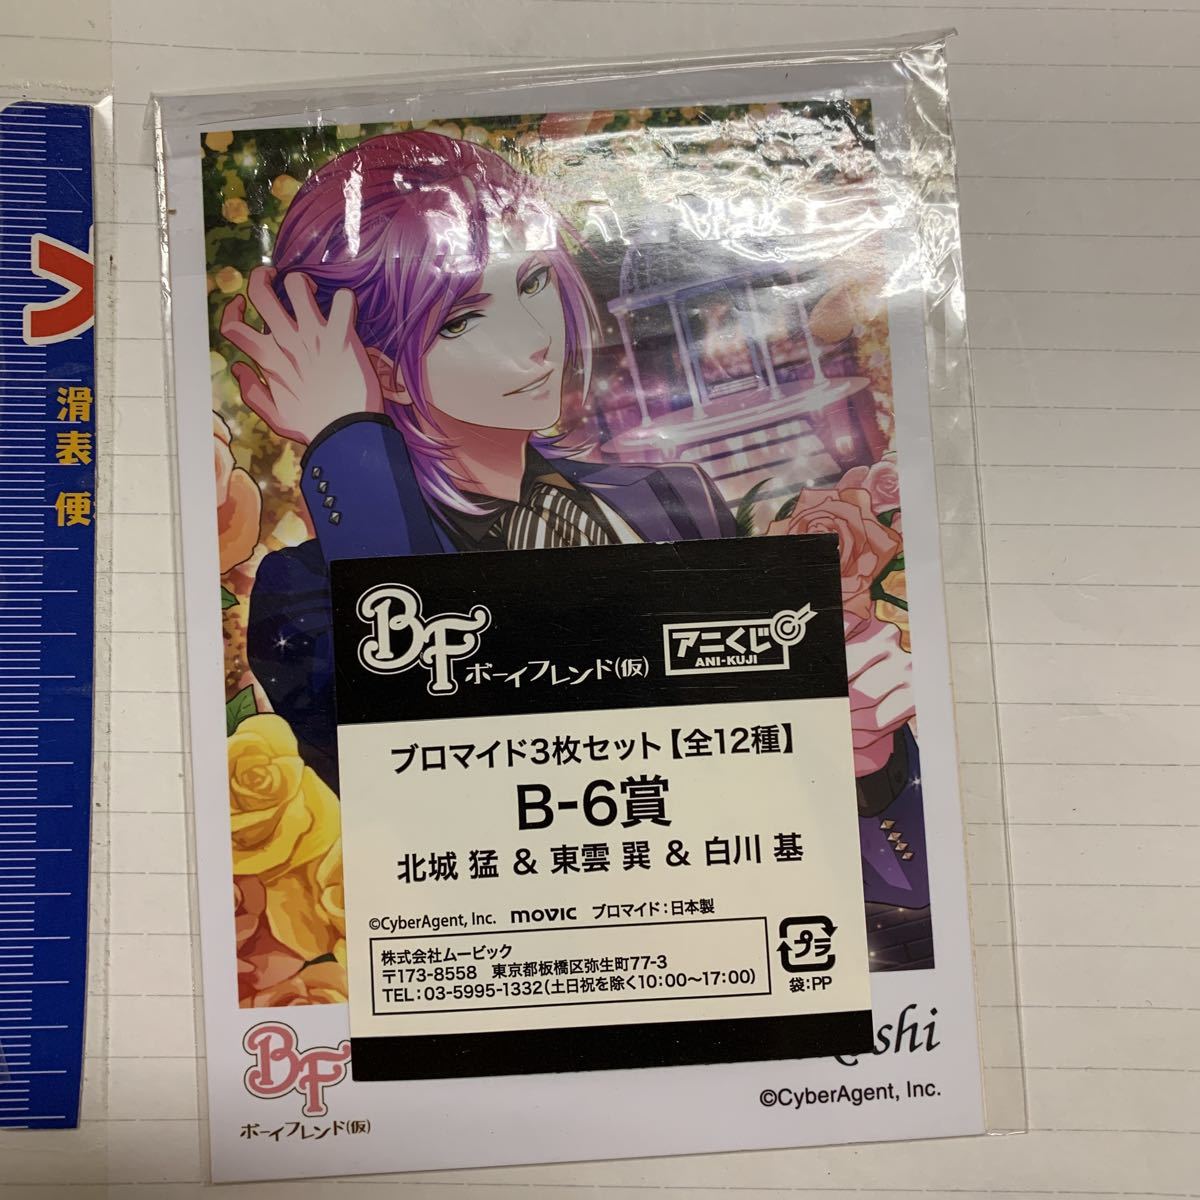 滑
表
便
BF ボーイフレンド(仮)
アニくじ
ANI-KUJI
ブロマイド3枚セット【全12種】
B-6賞
北城 猛 & 東雲 巽 & 白川 基
©CyberAgent, Inc. movic ブロマイド:日本製
株式会社ムービック
〒173-8558 東京都板橋区弥生町77-3
TEL:03-5995-1332(土日祝を除く10:00~17:00)
プラ
袋:PP
shi
BF
ボーイフレンド(仮)
©CyberAgent, Inc.